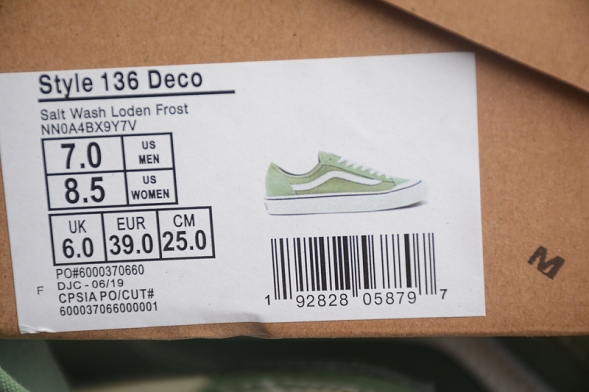 Style 136 Deco
Salt Wash Loden Frost
NN0A4BX9Y7V
7.0 US MEN
8.5 US WOMEN
UK EUR CM
6.0 39.0 25.0
PO#6000370660
F DJC - 06/19
CPSIA PO/CUT#
600037066000001
1 92828 05879 7
M